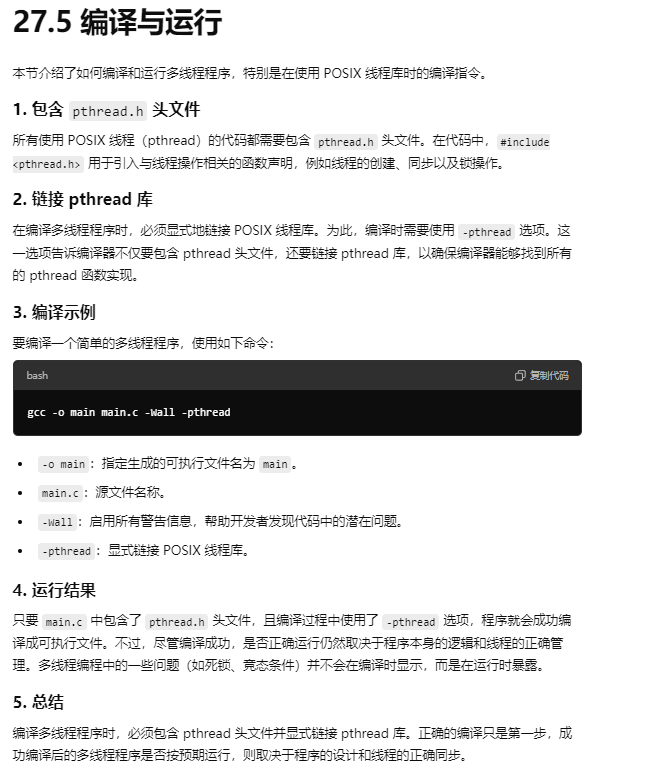 27.5 编译与运行
本节介绍了如何编译和运行多线程程序，特别是在使用 POSIX 线程库时的编译指令。
1. 包含 pthread.h 头文件
所有使用 POSIX 线程（pthread）的代码都需要包含 pthread.h 头文件。在代码中，#include
<pthread.h> 用于引入与线程操作相关的函数声明，例如线程的创建、同步以及锁操作。
2. 链接 pthread 库
在编译多线程程序时，必须显式地链接 POSIX 线程库。为此，编译时需要使用 -pthread 选项。这
一选项告诉编译器不仅要包含 pthread 头文件，还要链接 pthread 库，以确保编译器能够找到所有
的 pthread 函数实现。
3. 编译示例
要编译一个简单的多线程程序，使用如下命令：
bash 复制代码
gcc -o main main.c -Wall -pthread
• -o main：指定生成的可执行文件名为 main。
• main.c：源文件名称。
• -Wall：启用所有警告信息，帮助开发者发现代码中的潜在问题。
• -pthread：显式链接 POSIX 线程库。
4. 运行结果
只要 main.c 中包含了 pthread.h 头文件，且编译过程中使用了 -pthread 选项，程序就会成功编
译成可执行文件。不过，尽管编译成功，是否正确运行仍然取决于程序本身的逻辑和线程的正确管
理。多线程编程中的一些问题（如死锁、竞态条件）并不会在编译时显示，而是在运行时暴露。
5. 总结
编译多线程程序时，必须包含 pthread 头文件并显式链接 pthread 库。正确的编译只是第一步，成
功编译后的多线程程序是否按预期运行，则取决于程序的设计和线程的正确同步。